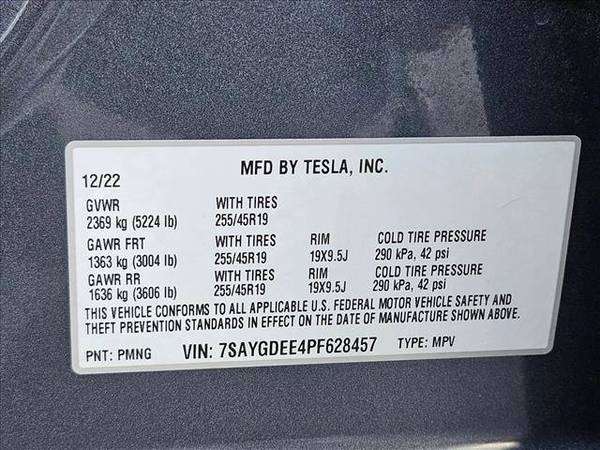 MFD BY TESLA, INC.
12/22
GVWR WITH TIRES
2369 kg (5224 lb) 255/45R19
GAWR FRT WITH TIRES RIM COLD TIRE PRESSURE
1363 kg (3004 lb) 255/45R19 19X9.5J 290 kPa, 42 psi
GAWR RR WITH TIRES RIM COLD TIRE PRESSURE
1636 kg (3606 lb) 255/45R19 19X9.5J 290 kPa, 42 psi
THIS VEHICLE CONFORMS TO ALL APPLICABLE U.S. FEDERAL MOTOR VEHICLE SAFETY AND
THEFT PREVENTION STANDARDS IN EFFECT ON THE DATE OF MANUFACTURE SHOWN ABOVE.
PNT: PMNG VIN: 7SAYGDEE4PF628457 TYPE: MPV